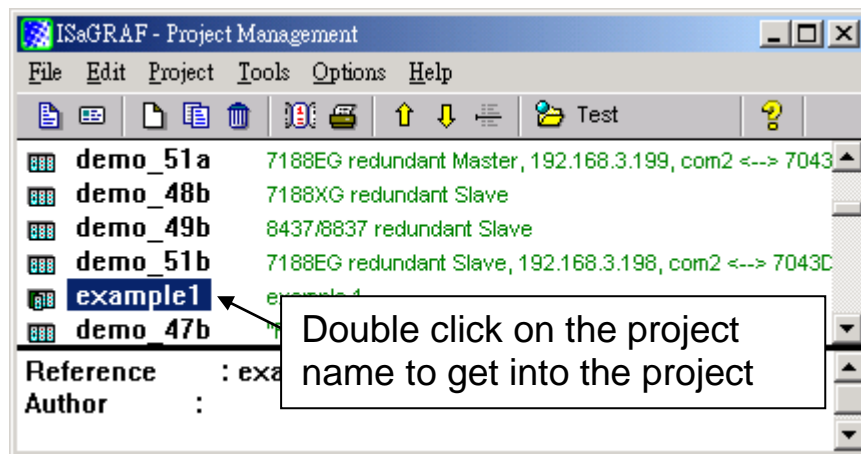 ISaGRAF - Project Management
File Edit Project Tools Options Help
Test
demo_51a 7188EG redundant Master, 192.168.3.199, com2 <--> 7043
demo_48b 7188XG redundant Slave
demo_49b 8437/8837 redundant Slave
demo_51b 7188EG redundant Slave, 192.168.3.198, com2 <--> 7043D
example1 example 1
demo_47b
Double click on the project
name to get into the project
Reference : exa
Author :